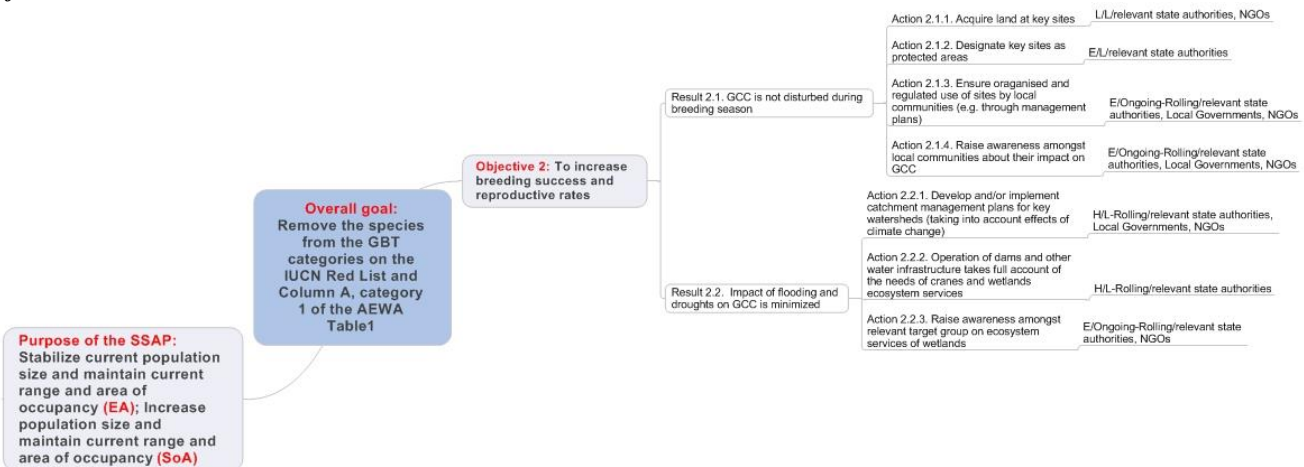 Purpose of the SSAP:
Stabilize current population
size and maintain current
range and area of
occupancy (EA); Increase
population size and
maintain current range and
area of occupancy (SoA)
Overall goal:
Remove the species
from the GBT
categories on the
IUCN Red List and
Column A, category
1 of the AEWA
Table1
Objective 2: To increase
breeding success and
reproductive rates
Result 2.1. GCC is not disturbed during
breeding season
Action 2.1.1. Acquire land at key sites
L/L/relevant state authorities, NGOs
Action 2.1.2. Designate key sites as
protected areas
E/L/relevant state authorities
Action 2.1.3. Ensure oraganised and
regulated use of sites by local
communities (e.g. through management
plans)
E/Ongoing-Rolling/relevant state
authorities, Local Governments, NGOs
Action 2.1.4. Raise awareness amongst
local communities about their impact on
GCC
E/Ongoing-Rolling/relevant state
authorities, Local Governments, NGOs
Result 2.2. Impact of flooding and
droughts on GCC is minimized
Action 2.2.1. Develop and/or implement
catchment management plans for key
watersheds (taking into account effects of
climate change)
H/L-Rolling/relevant state authorities,
Local Governments, NGOs
Action 2.2.2. Operation of dams and other
water infrastructure takes full account of
the needs of cranes and wetlands
ecosystem services
H/L-Rolling/relevant state authorities
Action 2.2.3. Raise awareness amongst
relevant target group on ecosystem
services of wetlands
E/Ongoing-Rolling/relevant state
authorities, NGOs